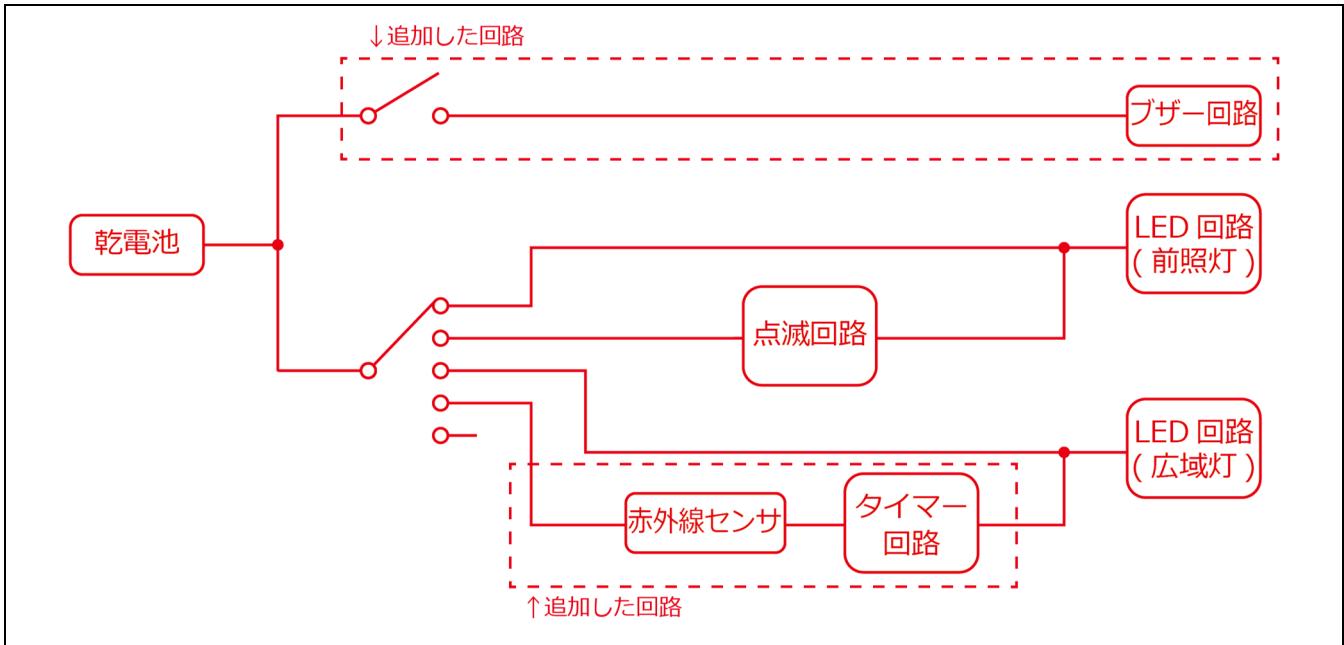 ↓追加した回路
ブザー回路
乾電池
LED 回路
( 前照灯 )
点滅回路
LED 回路
( 広域灯 )
赤外線センサ
タイマー
回路
↑追加した回路